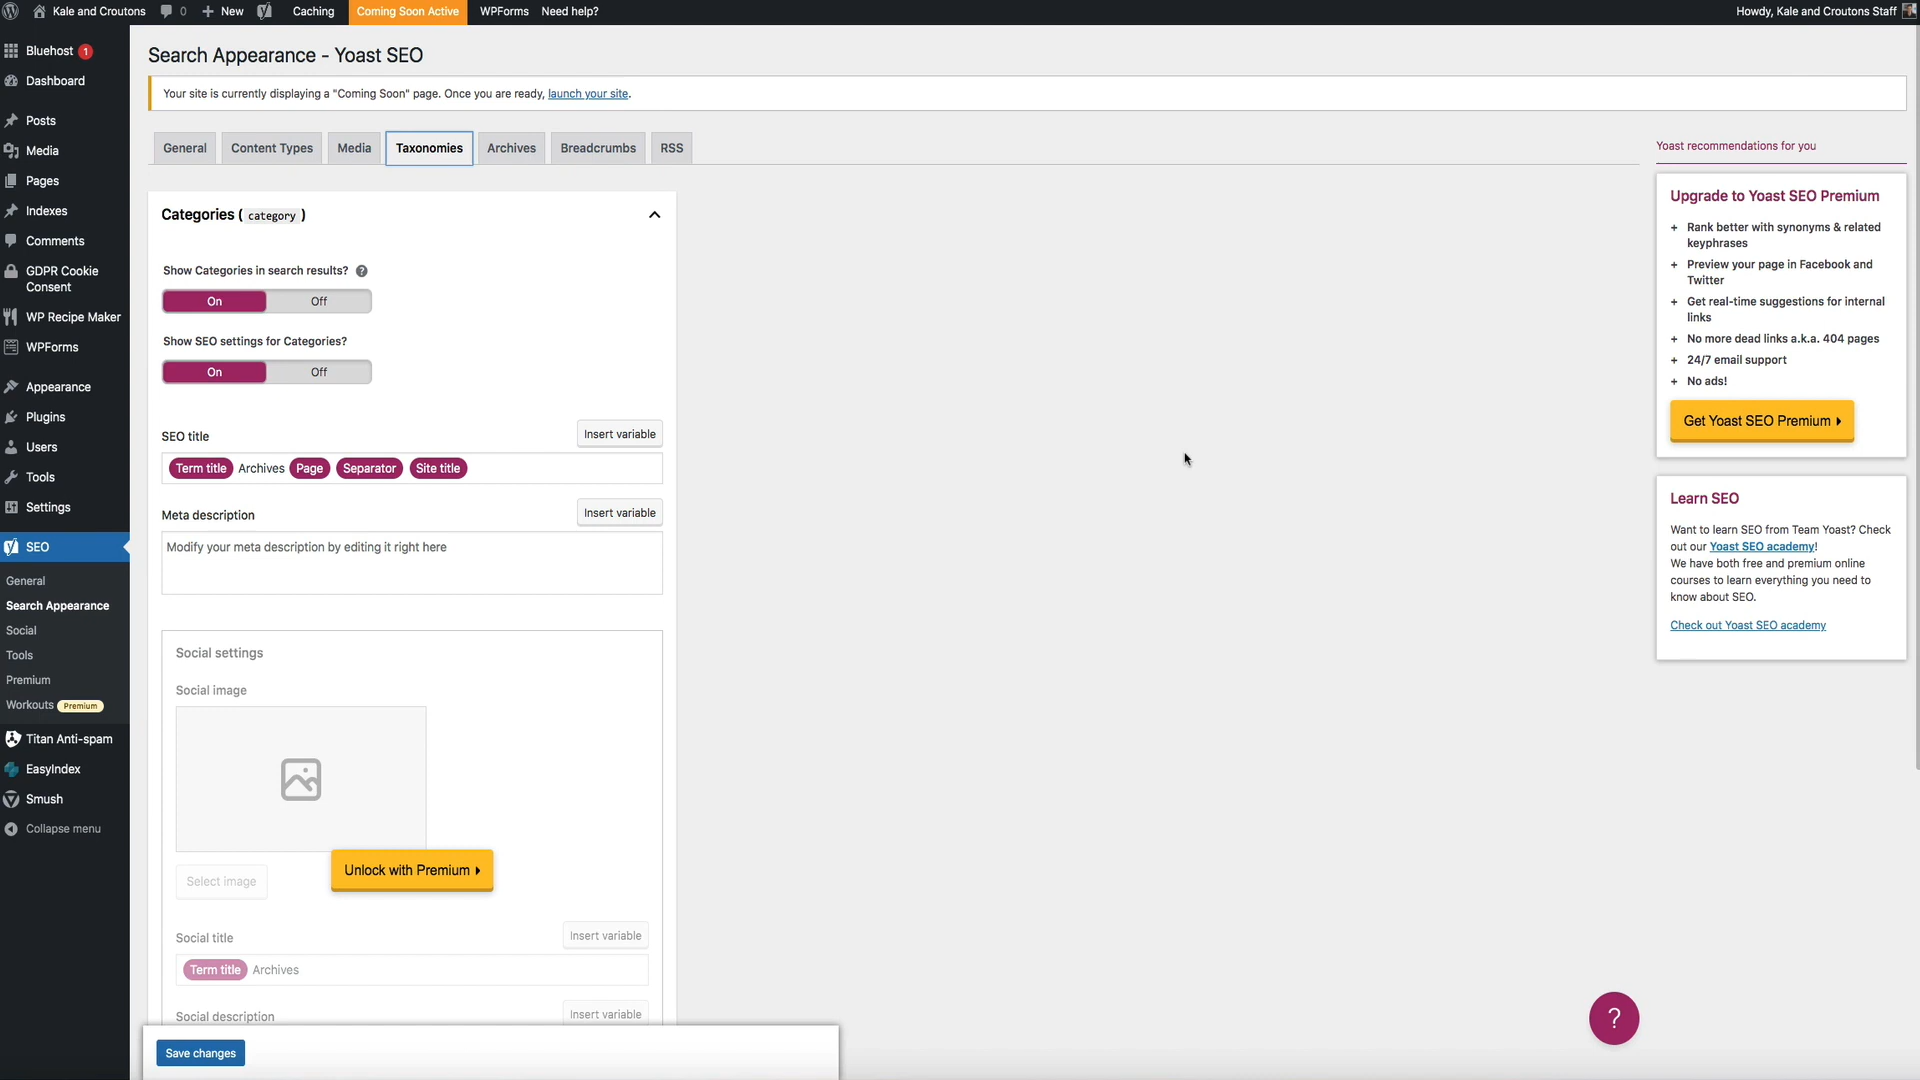 Kale and Croutons
0
New
Caching
Coming Soon Active
WPForms
Need help?
Howdy, Kale and Croutons Staff
Bluehost 1
Dashboard
Posts
Media
Pages
Indexes
Comments
GDPR Cookie
Consent
WP Recipe Maker
WPForms
Appearance
Plugins
Users
Tools
Settings
SEO
General
Search Appearance
Social
Tools
Premium
Workouts Premium
Titan Anti-spam
EasyIndex
Smush
Collapse menu
Search Appearance - Yoast SEO
Your site is currently displaying a "Coming Soon" page. Once you are ready, launch your site.
General
Content Types
Media
Taxonomies
Archives
Breadcrumbs
RSS
Categories ( category )
Show Categories in search results? ?
On Off
Show SEO settings for Categories?
On Off
SEO title
Insert variable
Term title Archives Page Separator Site title
Meta description
Insert variable
Modify your meta description by editing it right here
Social settings
Social image
Unlock with Premium
Select image
Social title
Insert variable
Term title Archives
Social description
Insert variable
Save changes
Yoast recommendations for you
Upgrade to Yoast SEO Premium
+ Rank better with synonyms & related
keyphrases
+ Preview your page in Facebook and
Twitter
+ Get real-time suggestions for internal
links
+ No more dead links a.k.a. 404 pages
+ 24/7 email support
+ No ads!
Get Yoast SEO Premium
Learn SEO
Want to learn SEO from Team Yoast? Check
out our Yoast SEO academy!
We have both free and premium online
courses to learn everything you need to
know about SEO.
Check out Yoast SEO academy
?